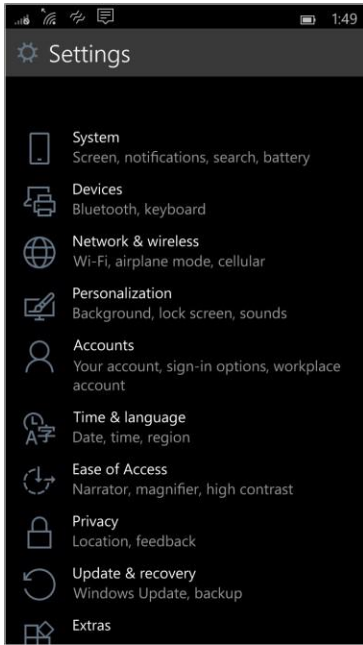 1:49
Settings
System
Screen, notifications, search, battery
Devices
Bluetooth, keyboard
Network & wireless
Wi-Fi, airplane mode, cellular
Personalization
Background, lock screen, sounds
Accounts
Your account, sign-in options, workplace
account
Time & language
Date, time, region
Ease of Access
Narrator, magnifier, high contrast
Privacy
Location, feedback
Update & recovery
Windows Update, backup
Extras